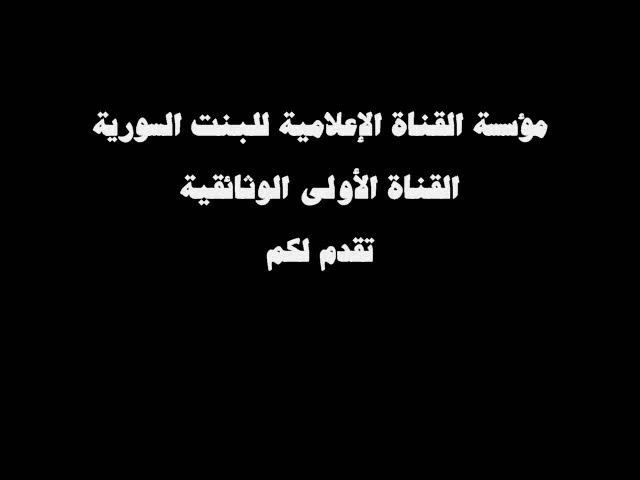 مؤسسة القناة الإعلامية للبنت السورية
القناة الأولى الوثائقية
تقدم لكم